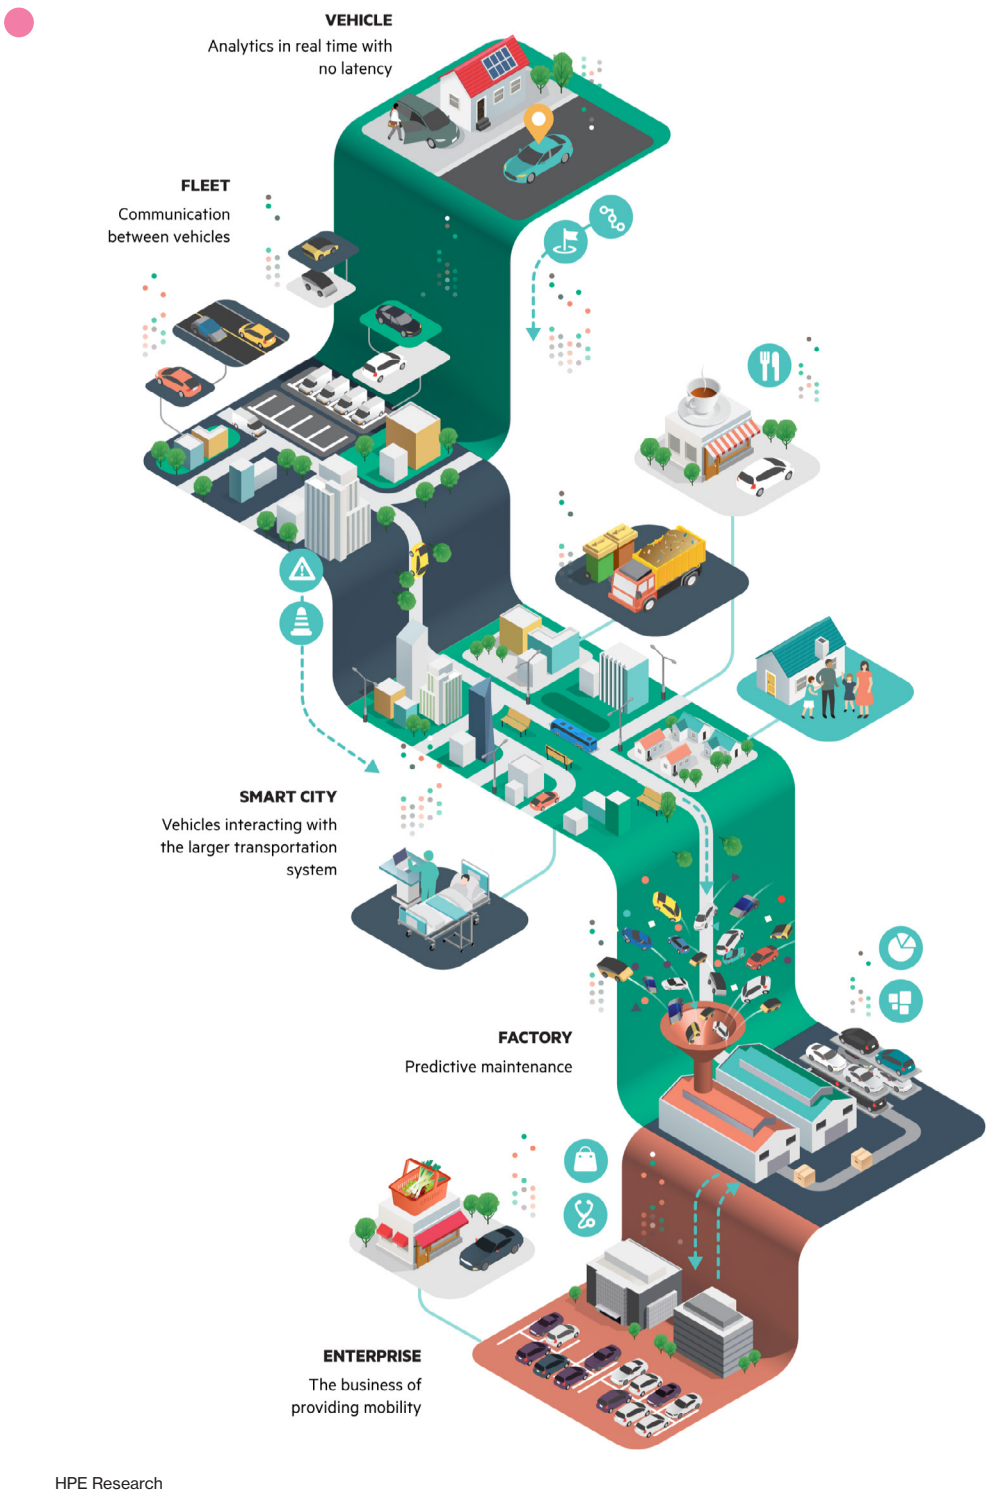 VEHICLE
Analytics in real time with
no latency
FLEET
Communication
between vehicles
SMART CITY
Vehicles interacting with
the larger transportation
system
FACTORY
Predictive maintenance
ENTERPRISE
The business of
providing mobility
HPE Research